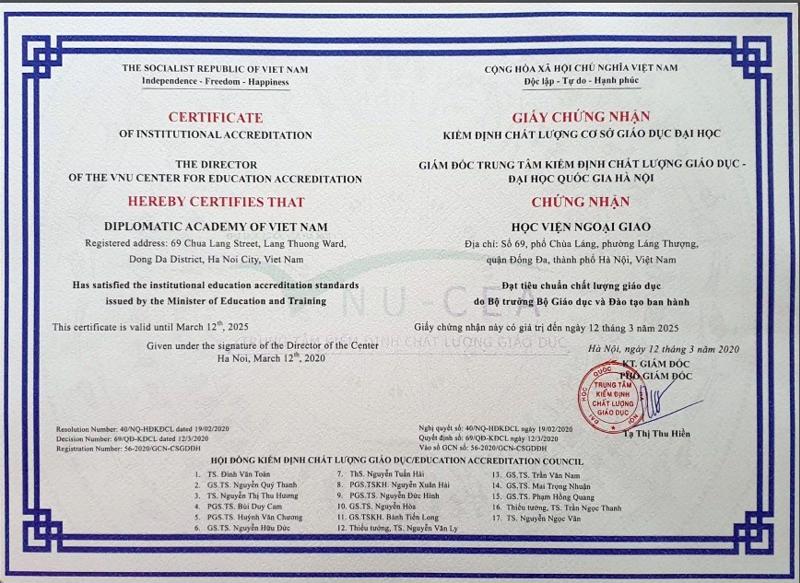 THE SOCIALIST REPUBLIC OF VIET NAM
Independence - Freedom - Happiness
CERTIFICATE
OF INSTITUTIONAL ACCREDITATION
THE DIRECTOR
OF THE VNU CENTER FOR EDUCATION ACCREDITATION
HEREBY CERTIFIES THAT
DIPLOMATIC ACADEMY OF VIET NAM
Registered address: 69 Chua Lang Street, Lang Thuong Ward,
Dong Da District, Ha Noi City, Viet Nam
Has satisfied the institutional education accreditation standards
issued by the Minister of Education and Training
This certificate is valid until March 12th, 2025
Given under the signature of the Director of the Center
Ha Noi, March 12th, 2020
Resolution Number: 40/NQ-HĐKĐCL dated 19/02/2020
Decision Number: 69/QĐ-KĐCL dated 12/3/2020
Registration Number: 56-2020/GCN-CSGDĐH
CỘNG HÒA XÃ HỘI CHỦ NGHĨA VIỆT NAM
Độc lập - Tự do - Hạnh phúc
GIẤY CHỨNG NHẬN
KIỂM ĐỊNH CHẤT LƯỢNG CƠ SỞ GIÁO DỤC ĐẠI HỌC
GIÁM ĐỐC TRUNG TÂM KIỂM ĐỊNH CHẤT LƯỢNG GIÁO DỤC -
ĐẠI HỌC QUỐC GIA HÀ NỘI
CHỨNG NHẬN
HỌC VIỆN NGOẠI GIAO
Địa chỉ: Số 69, phố Chùa Láng, phường Láng Thượng,
quận Đống Đa, thành phố Hà Nội, Việt Nam
Đạt tiêu chuẩn chất lượng giáo dục
do Bộ trưởng Bộ Giáo dục và Đào tạo ban hành
Giấy chứng nhận này có giá trị đến ngày 12 tháng 3 năm 2025
Hà Nội, ngày 12 tháng 3 năm 2020
KT. GIÁM ĐỐC
PHÓ GIÁM ĐỐC
ĐẠI HỌC QUỐC GIA HÀ NỘI
TRUNG TÂM
KIỂM ĐỊNH
CHẤT LƯỢNG
GIÁO DỤC
Tạ Thị Thu Hiền
Nghị quyết số: 40/NQ-HĐKĐCL ngày 19/02/2020
Quyết định số: 69/QĐ-KĐCL ngày 12/3/2020
Vào số GCN số: 56-2020/GCN-CSGDĐH
VNU-CEA
TRUNG TÂM KIỂM ĐỊNH CHẤT LƯỢNG GIÁO DỤC
HỘI ĐỒNG KIỂM ĐỊNH CHẤT LƯỢNG GIÁO DỤC/EDUCATION ACCREDITATION COUNCIL
1. TS. Đinh Văn Toàn
2. GS.TS. Nguyễn Quý Thanh
3. TS. Nguyễn Thị Thu Hương
4. PGS.TS. Bùi Duy Cam
5. PGS.TS. Huỳnh Văn Chương
6. GS.TS. Nguyễn Hữu Đức
7. ThS. Nguyễn Tuấn Hải
8. PGS.TSKH. Nguyễn Xuân Hải
9. PGS.TS. Nguyễn Đức Hinh
10. GS.TS. Nguyễn Hòa
11. GS.TSKH. Bành Tiến Long
12. Thiếu tướng, TS. Nguyễn Văn Ly
13. GS.TS. Trần Văn Nam
14. GS.TS. Mai Trọng Nhuận
15. GS.TS. Phạm Hồng Quang
16. Thiếu tướng, TS. Trần Ngọc Thanh
17. TS. Nguyễn Ngọc Vân